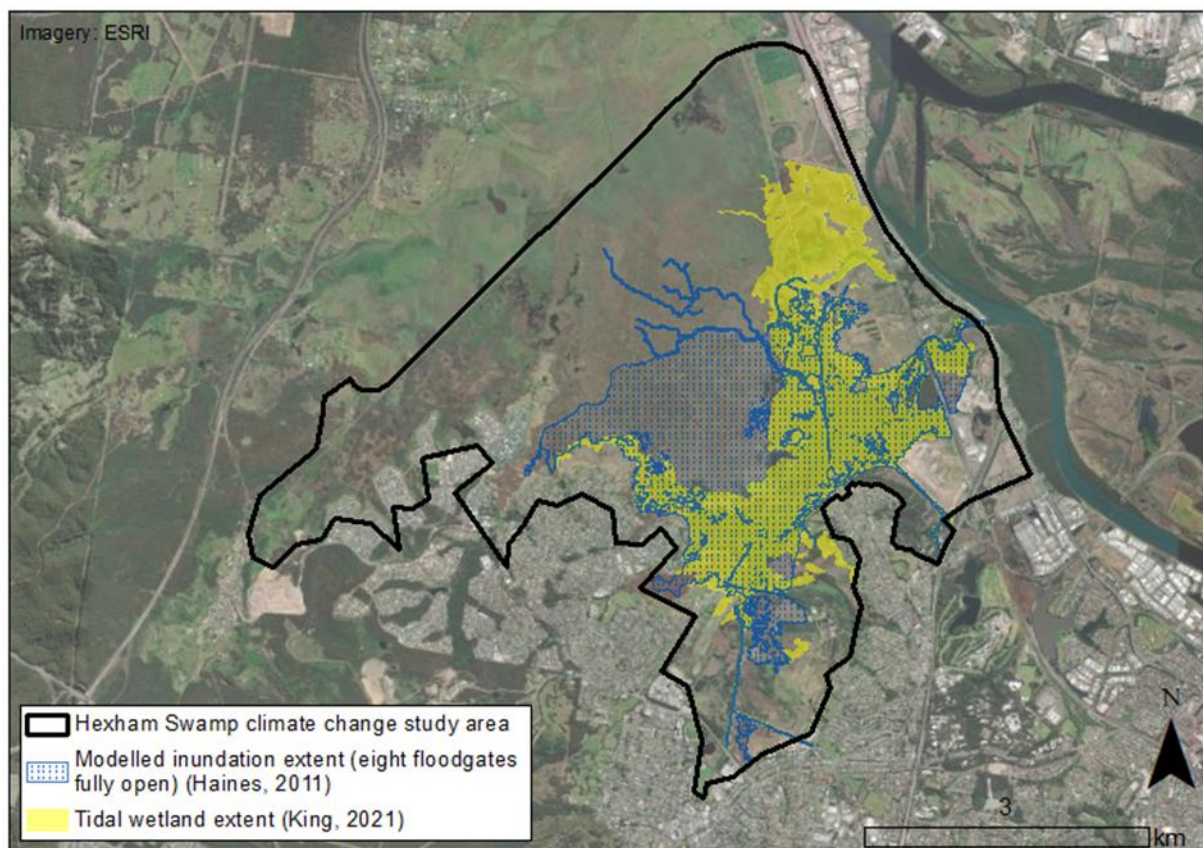 Imagery: ESRI
N
Hexham Swamp climate change study area
Modelled inundation extent (eight floodgates
fully open) (Haines, 2011)
Tidal wetland extent (King, 2021)
3
km